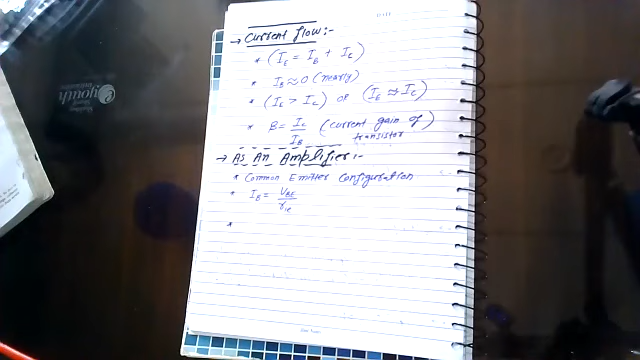 → Current flow:-
* (I_E = I_B + I_C)
* I_B ≈ 0 (nearly)
* (I_E > I_C) or (I_E ≈ I_C)
* β = I_C / I_B (current gain of transistor)
→ As An Amplifier:-
* Common Emitter Configuration
* I_B = V_BE / r_ie
*
eyouth